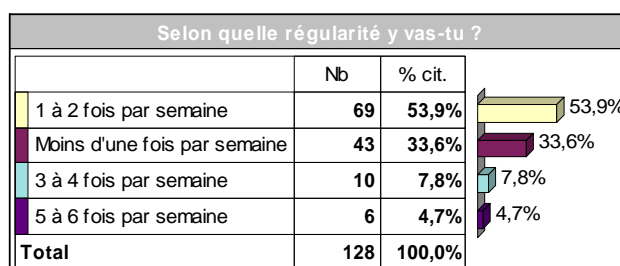 Selon quelle régularité y vas-tu ?
Nb % cit.
1 à 2 fois par semaine 69 53,9% 53,9%
Moins d'une fois par semaine 43 33,6% 33,6%
3 à 4 fois par semaine 10 7,8% 7,8%
5 à 6 fois par semaine 6 4,7% 4,7%
Total 128 100,0%